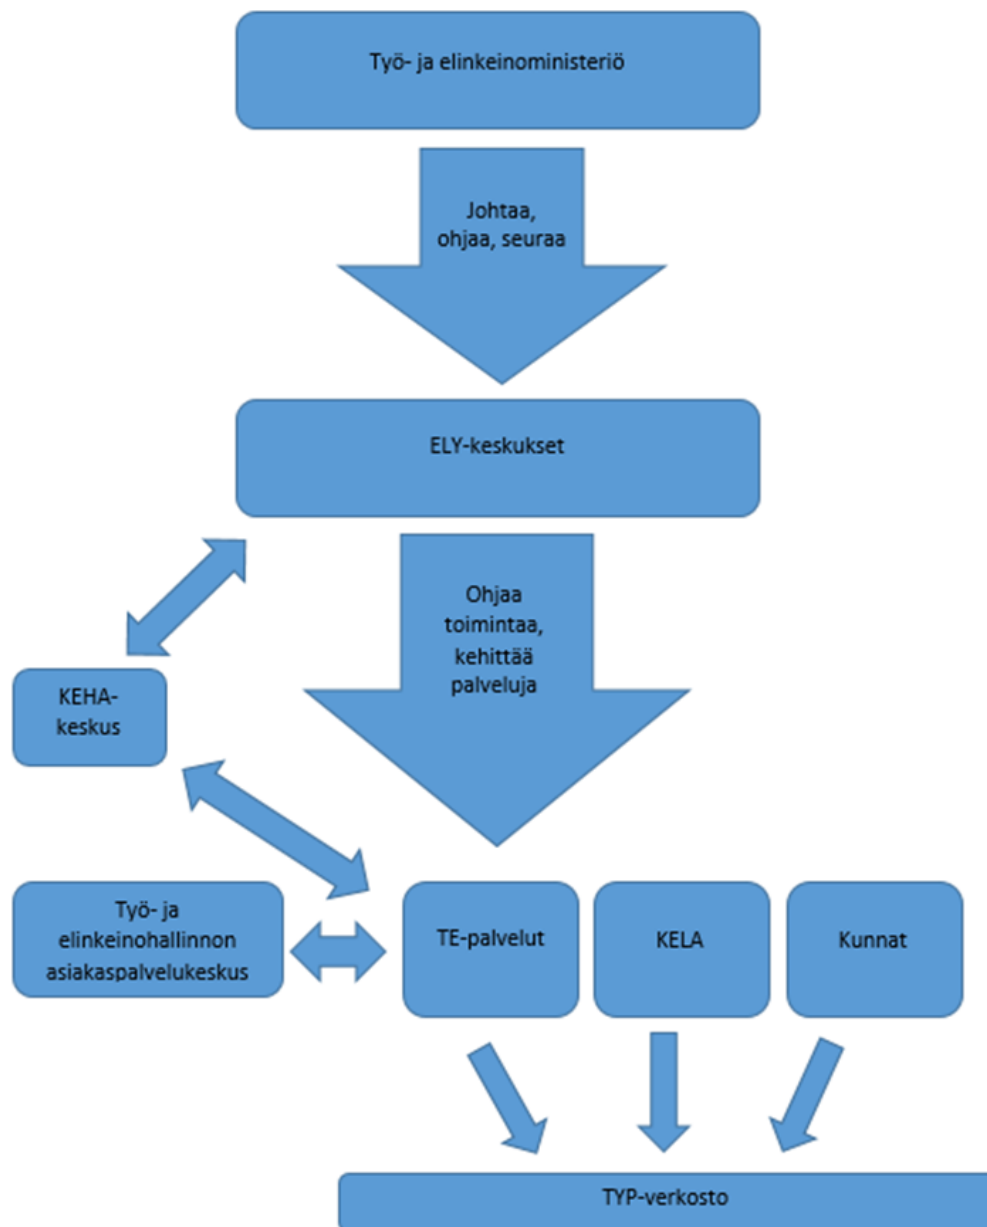 Työ- ja elinkeinoministeriö
Johtaa,
ohjaa, seuraa
ELY-keskukset
Ohjaa
toimintaa,
kehittää
palveluja
KEHA-
keskus
Työ- ja
elinkeinohallinnon
asiakaspalvelukeskus
TE-palvelut
KELA
Kunnat
TYP-verkosto